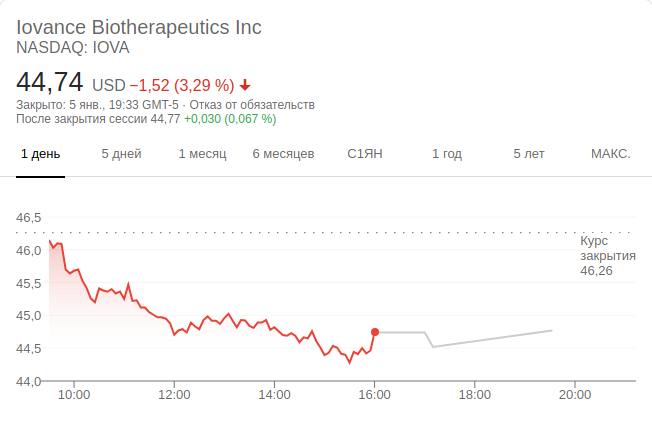 Iovance Biotherapeutics Inc
NASDAQ: IOVA
44,74 USD −1,52 (3,29 %)
Закрыто: 5 янв., 19:33 GMT-5 · Отказ от обязательств
После закрытия сессии 44,77 +0,030 (0,067 %)
1 день 5 дней 1 месяц 6 месяцев С1ЯН 1 год 5 лет МАКС.
46,5
46,0
45,5
45,0
44,5
44,0
Курс
закрытия
46,26
10:00 12:00 14:00 16:00 18:00 20:00